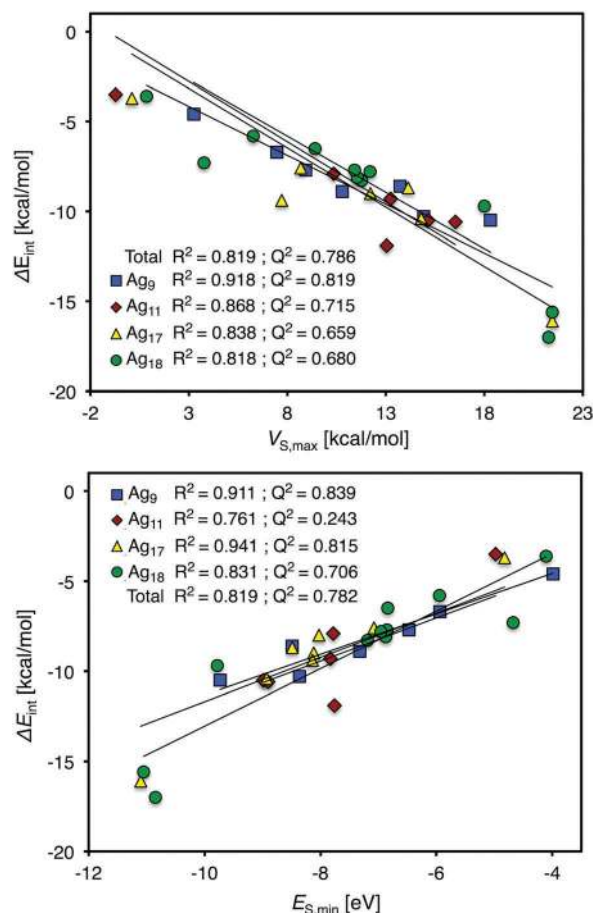 0
-5
-10
-15
-20
ΔE_int [kcal/mol]
Total R² = 0.819 ; Q² = 0.786
Ag₉ R² = 0.918 ; Q² = 0.819
Ag₁₁ R² = 0.868 ; Q² = 0.715
Ag₁₇ R² = 0.838 ; Q² = 0.659
Ag₁₈ R² = 0.818 ; Q² = 0.680
-2 3 8 13 18 23
V_S,max [kcal/mol]
0
-5
-10
-15
-20
ΔE_int [kcal/mol]
Ag₉ R² = 0.911 ; Q² = 0.839
Ag₁₁ R² = 0.761 ; Q² = 0.243
Ag₁₇ R² = 0.941 ; Q² = 0.815
Ag₁₈ R² = 0.831 ; Q² = 0.706
Total R² = 0.819 ; Q² = 0.782
-12 -10 -8 -6 -4
E_S,min [eV]